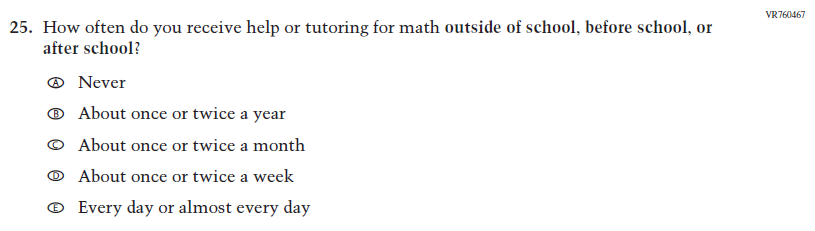 VR760467
25. How often do you receive help or tutoring for math outside of school, before school, or
after school?
A Never
B About once or twice a year
C About once or twice a month
D About once or twice a week
E Every day or almost every day